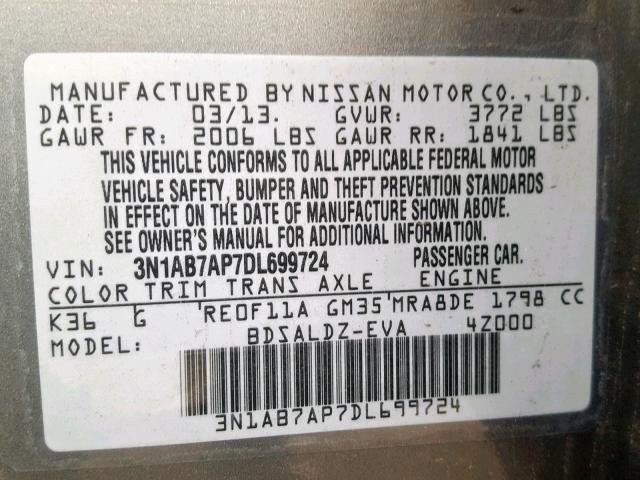 MANUFACTURED BY NISSAN MOTOR CO., LTD.
DATE: 03/13. GVWR: 3772 LBS
GAWR FR: 2006 LBS GAWR RR: 1841 LBS
THIS VEHICLE CONFORMS TO ALL APPLICABLE FEDERAL MOTOR
VEHICLE SAFETY, BUMPER AND THEFT PREVENTION STANDARDS
IN EFFECT ON THE DATE OF MANUFACTURE SHOWN ABOVE.
SEE OWNER'S MANUAL FOR ADDITIONAL INFORMATION.
VIN: 3N1AB7AP7DL699724 PASSENGER CAR.
COLOR TRIM TRANS AXLE ENGINE
K36 G 'RE0F11A GM35'MRA8DE 1798 CC
MODEL: BDSALDZ-EVA 4Z000
3N1AB7AP7DL699724